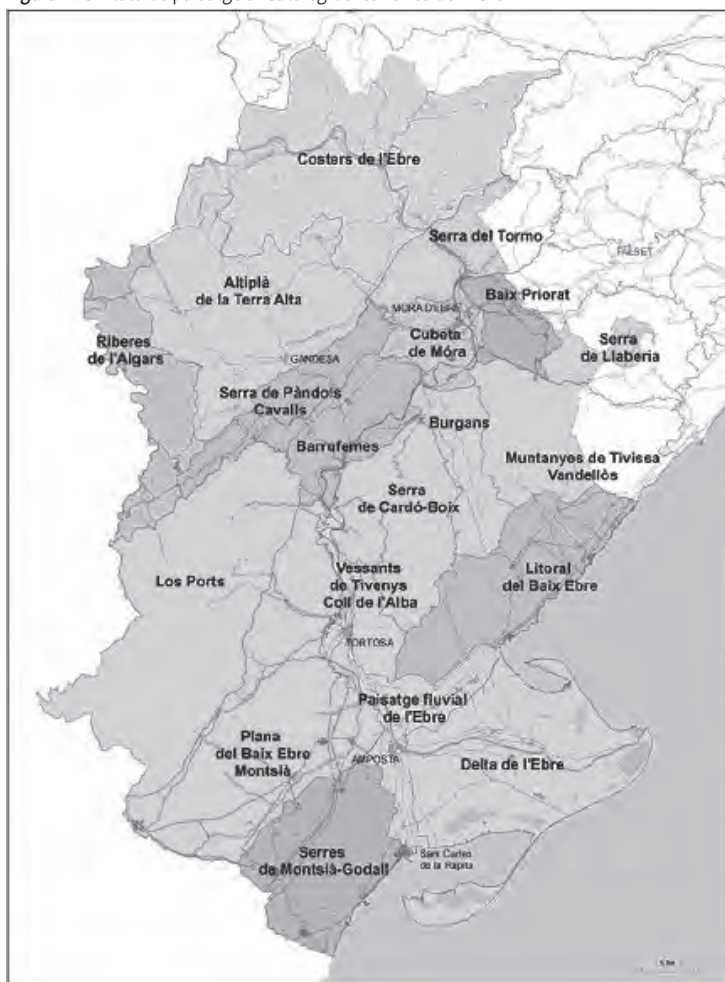 Costers de l'Ebre
Serra del Tormo
FALSET
Altiplà
de la Terra Alta
Baix Priorat
MÓRA D'EBRE
Riberes
de l'Algars
Cubeta
de Móra
Serra
de Llaberia
GANDESA
Serra de Pàndols
Cavalls
Burgans
Barrufemes
Muntanyes de Tivissa
Vandellòs
Serra
de Cardó-Boix
Los Ports
Vessants
de Tivenys
Coll de l'Alba
Litoral
del Baix Ebre
TORTOSA
Paisatge fluvial
de l'Ebre
Plana
del Baix Ebre
Montsià
AMPOSTA
Delta de l'Ebre
Serres
de Montsià-Godall
Sant Carles
de la Ràpita